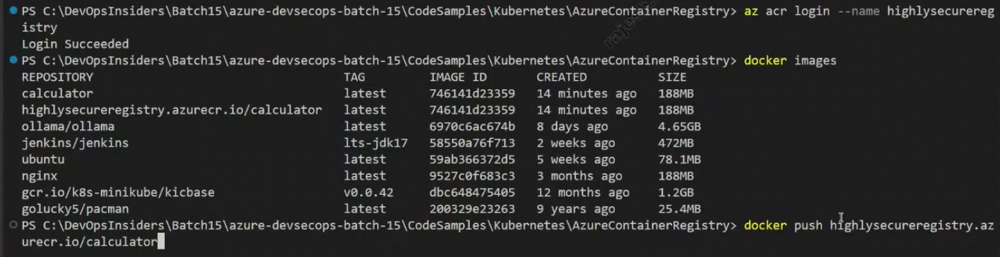 PS C:\DevOpsInsiders\Batch15\azure-devsecops-batch-15\CodeSamples\Kubernetes\AzureContainerRegistry> az acr login --name highlysecurereg
istry
Login Succeeded
PS C:\DevOpsInsiders\Batch15\azure-devsecops-batch-15\CodeSamples\Kubernetes\AzureContainerRegistry> docker images
REPOSITORY TAG IMAGE ID CREATED SIZE
calculator latest 746141d23359 14 minutes ago 188MB
highlysecureregistry.azurecr.io/calculator latest 746141d23359 14 minutes ago 188MB
ollama/ollama latest 6970c6ac674b 8 days ago 4.65GB
jenkins/jenkins lts-jdk17 58550a76f713 2 weeks ago 472MB
ubuntu latest 59ab366372d5 5 weeks ago 78.1MB
nginx latest 9527c0f683c3 3 months ago 188MB
gcr.io/k8s-minikube/kicbase v0.0.42 dbc648475405 12 months ago 1.2GB
golucky5/pacman latest 200329e23263 9 years ago 25.4MB
PS C:\DevOpsInsiders\Batch15\azure-devsecops-batch-15\CodeSamples\Kubernetes\AzureContainerRegistry> docker push highlysecureregistry.az
urecr.io/calculator